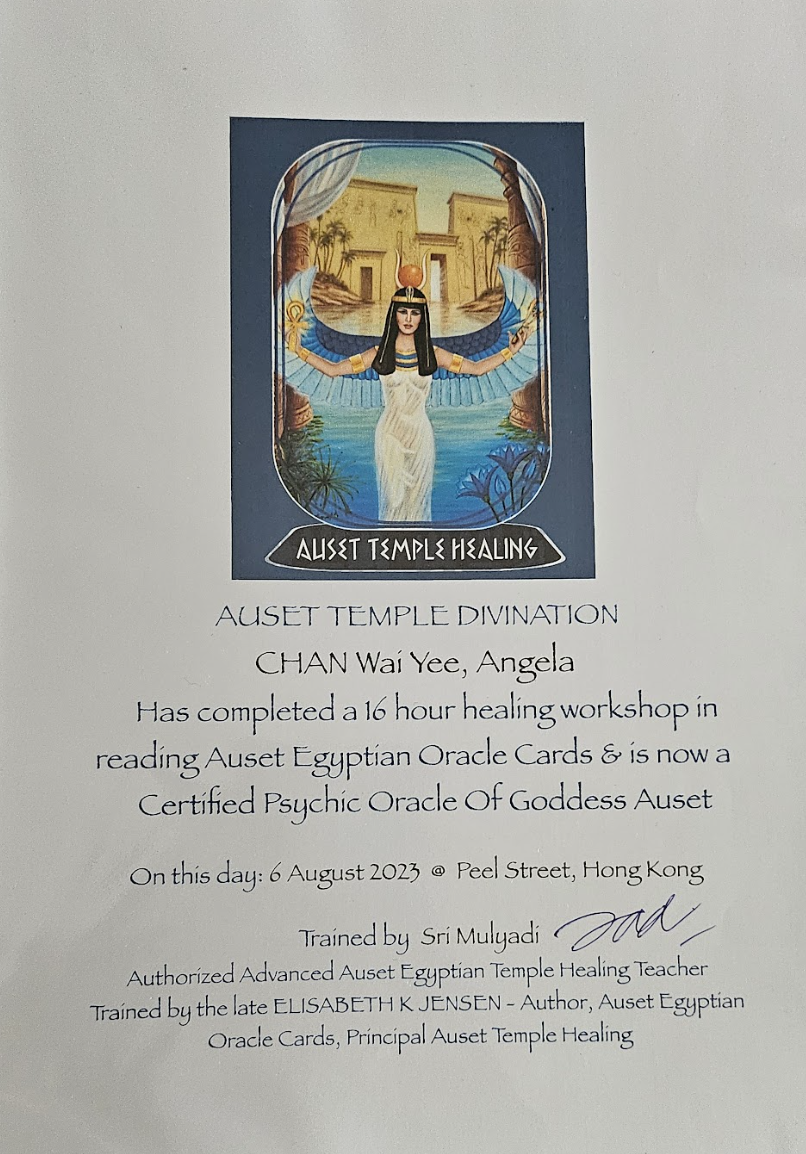 AUSET TEMPLE HEALING
AUSET TEMPLE DIVINATION
CHAN Wai Yee, Angela
Has completed a 16 hour healing workshop in
reading Auset Egyptian Oracle Cards & is now a
Certified Psychic Oracle Of Goddess Auset
On this day: 6 August 2023 @ Peel Street, Hong Kong
Trained by Sri Mulyadi
Authorized Advanced Auset Egyptian Temple Healing Teacher
Trained by the late ELISABETH K JENSEN – Author, Auset Egyptian
Oracle Cards, Principal Auset Temple Healing